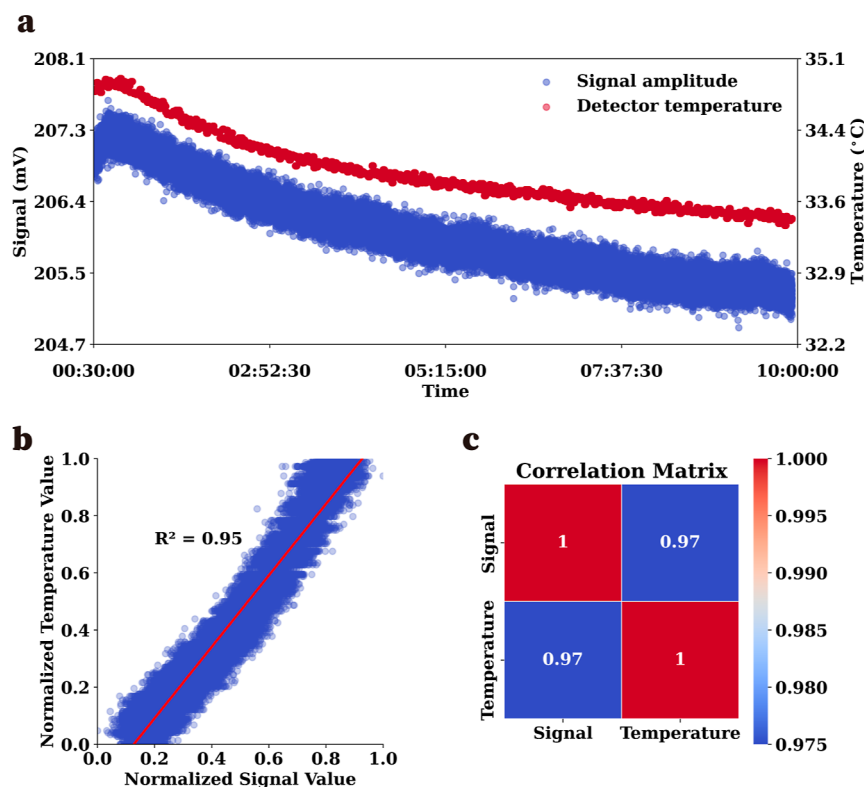 a
208.1
207.3
206.4
205.5
204.7
Signal (mV)
Signal amplitude
Detector temperature
35.1
34.4
33.6
32.9
32.2
Temperature (°C)
00:30:00 02:52:30 05:15:00 07:37:30 10:00:00
Time
b
1.0
0.8
0.6
0.4
0.2
0.0
Normalized Temperature Value
R² = 0.95
0.0 0.2 0.4 0.6 0.8 1.0
Normalized Signal Value
c
Correlation Matrix
Signal
Temperature
1 0.97
0.97 1
Signal Temperature
1.000
0.995
0.990
0.985
0.980
0.975